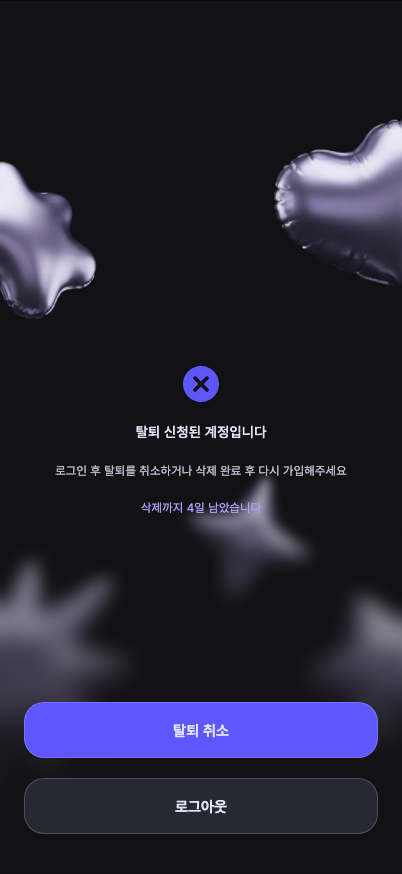 탈퇴 신청된 계정입니다
로그인 후 탈퇴를 취소하거나 삭제 완료 후 다시 가입해주세요
삭제까지 4일 남았습니다
탈퇴 취소
로그아웃